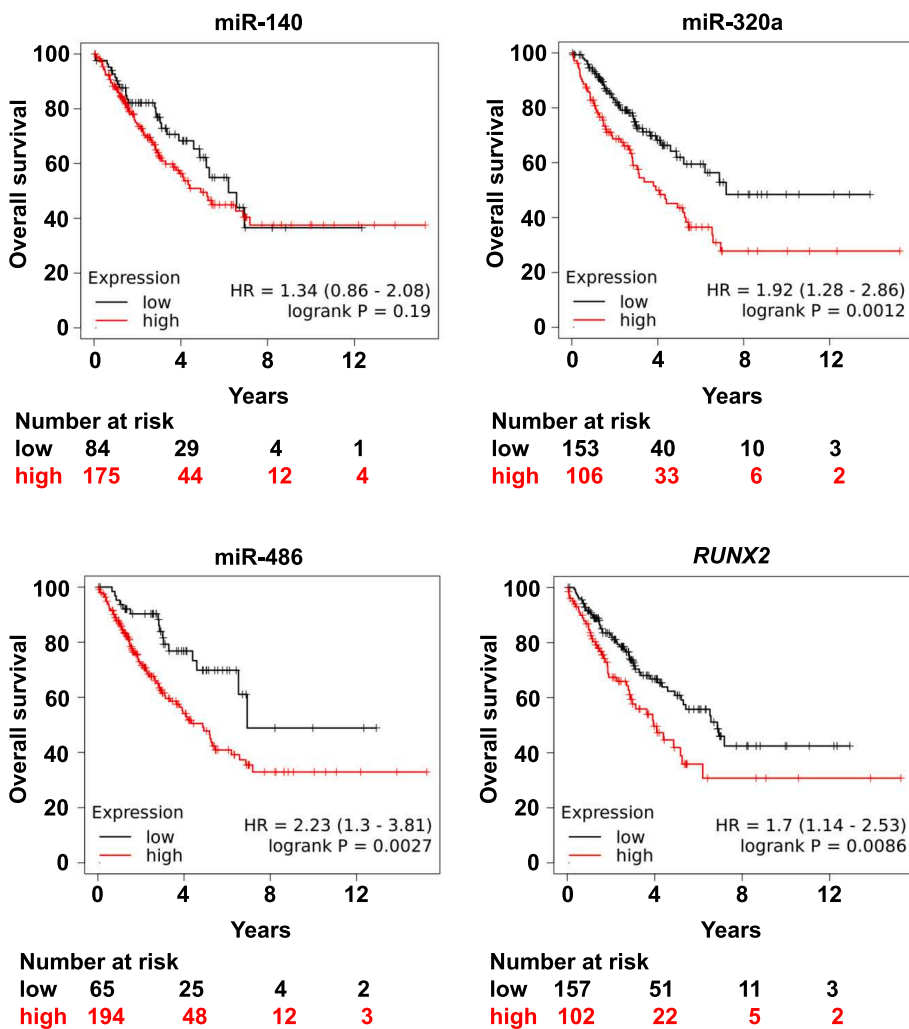 miR-140
Overall survival
100
80
60
40
20
0
Expression
low
high
HR = 1.34 (0.86 - 2.08)
logrank P = 0.19
0 4 8 12
Years
Number at risk
low 84 29 4 1
high 175 44 12 4
miR-320a
Overall survival
100
80
60
40
20
0
Expression
low
high
HR = 1.92 (1.28 - 2.86)
logrank P = 0.0012
0 4 8 12
Years
Number at risk
low 153 40 10 3
high 106 33 6 2
miR-486
Overall survival
100
80
60
40
20
0
Expression
low
high
HR = 2.23 (1.3 - 3.81)
logrank P = 0.0027
0 4 8 12
Years
Number at risk
low 65 25 4 2
high 194 48 12 3
RUNX2
Overall survival
100
80
60
40
20
0
Expression
low
high
HR = 1.7 (1.14 - 2.53)
logrank P = 0.0086
0 4 8 12
Years
Number at risk
low 157 51 11 3
high 102 22 5 2